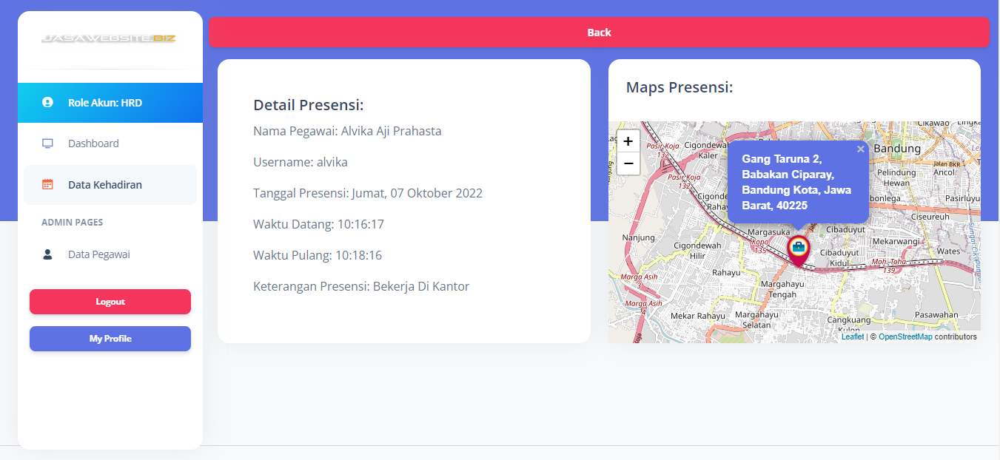 JASAWEBSITE.BIZ
Role Akun: HRD
Dashboard
Data Kehadiran
ADMIN PAGES
Data Pegawai
Logout
My Profile
Back
Detail Presensi:
Nama Pegawai: Alvika Aji Prahasta
Username: alvika
Tanggal Presensi: Jumat, 07 Oktober 2022
Waktu Datang: 10:16:17
Waktu Pulang: 10:18:16
Keterangan Presensi: Bekerja Di Kantor
Maps Presensi:
+
−
×
Gang Taruna 2,
Babakan Ciparay,
Bandung Kota, Jawa
Barat, 40225
Cikawao
Pasir Koja
132
Cigondewah
Kaler
Bandung
Jalan BKR
Ancol
Pelindung
Hewan
Pasir Koja
132
Pasirluyu
Ciseureuh
Nanjung
Margasuka
Cibaduyut
Kopo
135
Cigondewah
Hilir
Mekarwangi
Cibaduyut
Kidul
Wates
Moh. Toha
139
Rahayu
Marga Asih
Margahayu
Tengah
Marga Asih
Mekar Rahayu
Margahayu
Selatan
Cangkuang
Kulon
Pasawahan
Leaflet | © OpenStreetMap contributors